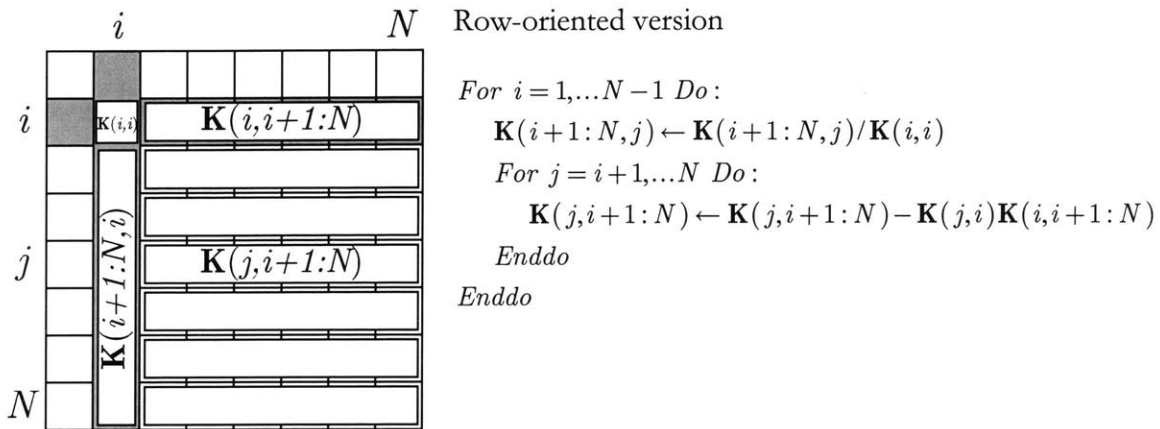 i
N
Row-oriented version
For i = 1,...N − 1 Do :
i
K(i,i)
K(i,i+1:N)
K(i+1:N, j) ← K(i+1:N, j)/K(i,i)
For j = i+1,...N Do :
K(j,i+1:N) ← K(j,i+1:N) − K(j,i)K(i,i+1:N)
j
K(i+1:N,i)
K(j,i+1:N)
Enddo
Enddo
N